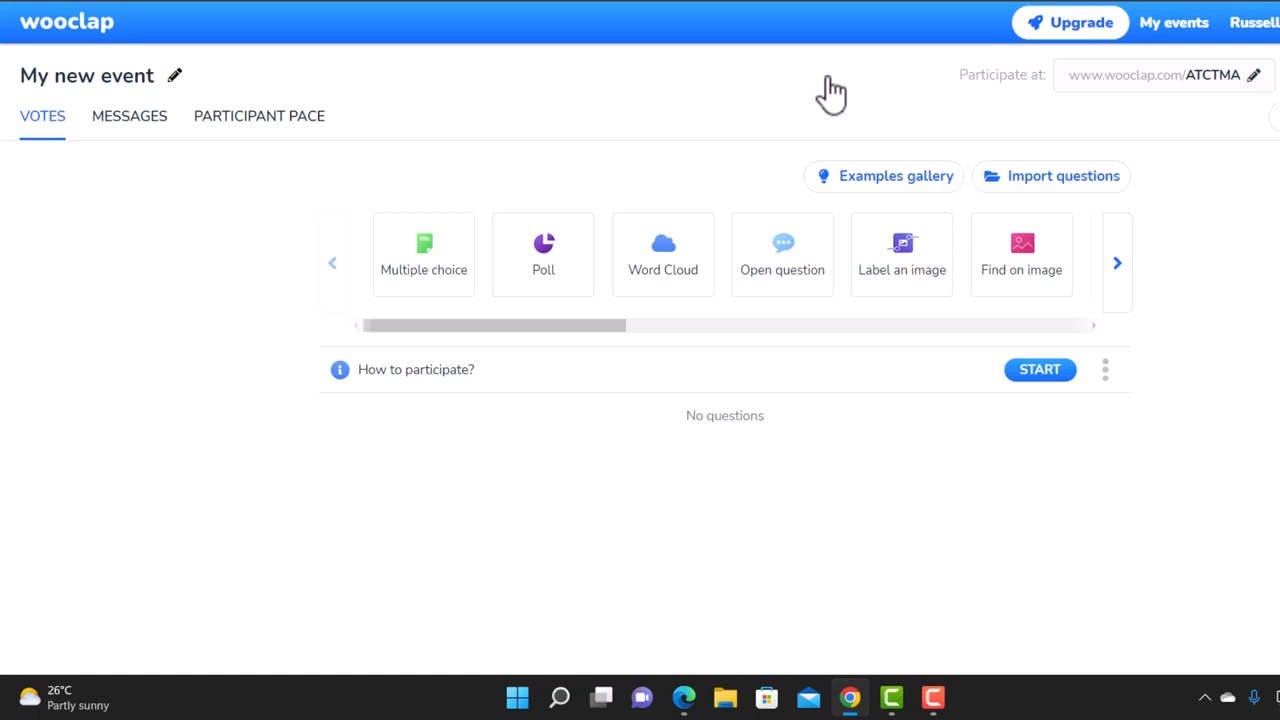 wooclap
Upgrade
My events
Russell
My new event
Participate at:
www.wooclap.com/ATCTMA
VOTES
MESSAGES
PARTICIPANT PACE
Examples gallery
Import questions
Multiple choice
Poll
Word Cloud
Open question
Label an image
Find on image
How to participate?
START
No questions
26°C
Partly sunny